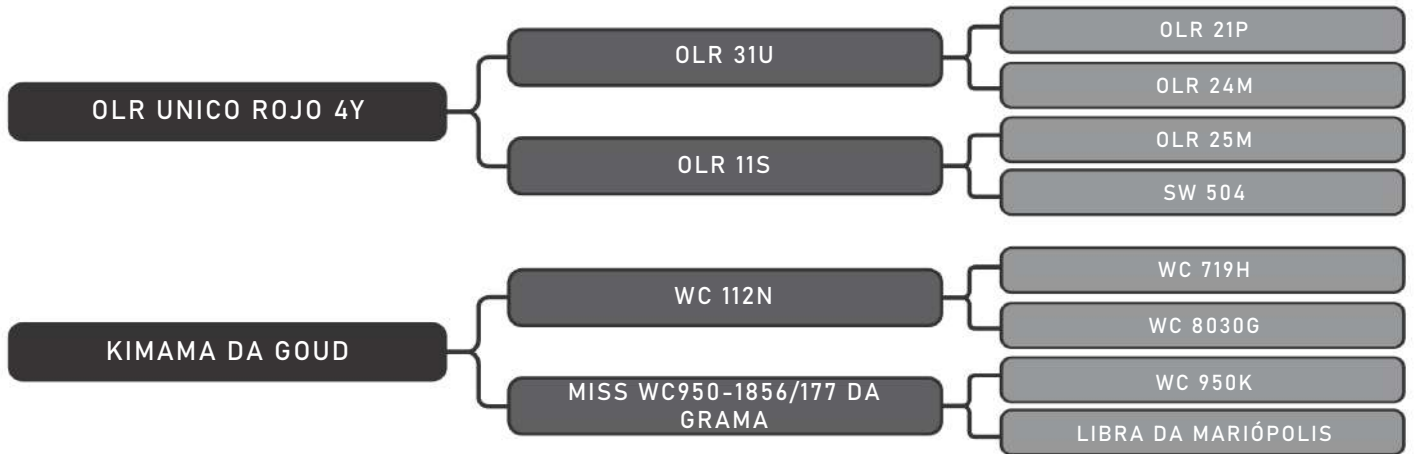 OLR UNICO ROJO 4Y
OLR 31U
OLR 21P
OLR 24M
OLR 11S
OLR 25M
SW 504
KIMAMA DA GOUD
WC 112N
WC 719H
WC 8030G
MISS WC950-1856/177 DA
GRAMA
WC 950K
LIBRA DA MARIÓPOLIS